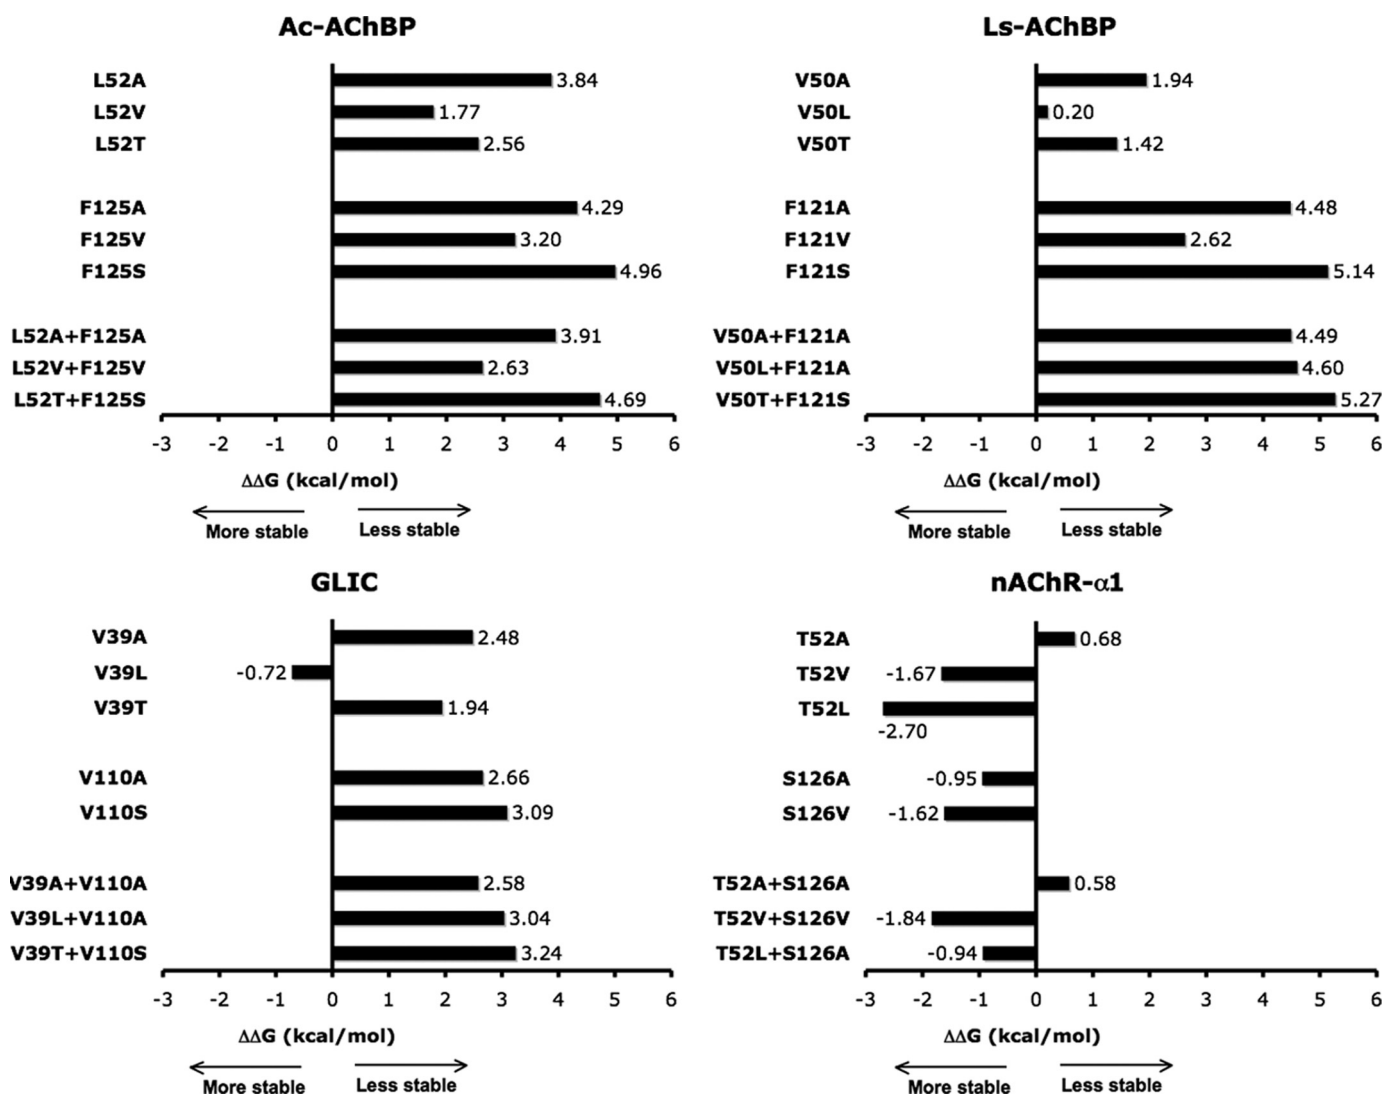 Ac-AChBP
L52A 3.84
L52V 1.77
L52T 2.56
F125A 4.29
F125V 3.20
F125S 4.96
L52A+F125A 3.91
L52V+F125V 2.63
L52T+F125S 4.69
-3 -2 -1 0 1 2 3 4 5 6
ΔΔG (kcal/mol)
More stable Less stable
Ls-AChBP
V50A 1.94
V50L 0.20
V50T 1.42
F121A 4.48
F121V 2.62
F121S 5.14
V50A+F121A 4.49
V50L+F121A 4.60
V50T+F121S 5.27
-3 -2 -1 0 1 2 3 4 5 6
ΔΔG (kcal/mol)
More stable Less stable
GLIC
V39A 2.48
V39L -0.72
V39T 1.94
V110A 2.66
V110S 3.09
V39A+V110A 2.58
V39L+V110A 3.04
V39T+V110S 3.24
-3 -2 -1 0 1 2 3 4 5 6
ΔΔG (kcal/mol)
More stable Less stable
nAChR-α1
T52A 0.68
T52V -1.67
T52L
-2.70
S126A -0.95
S126V -1.62
T52A+S126A 0.58
T52V+S126V -1.84
T52L+S126A -0.94
-3 -2 -1 0 1 2 3 4 5 6
ΔΔG (kcal/mol)
More stable Less stable